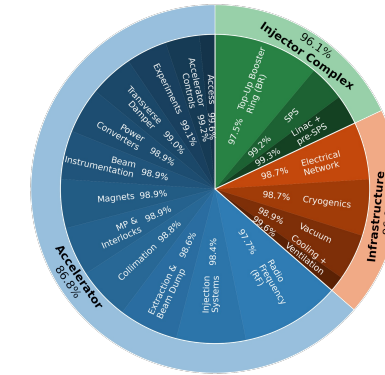 96.1%
Injector Complex
Top-Up Booster
Ring (BR)
97.5%
SPS
99.2%
Linac +
pre-SPS
99.3%
Electrical
Network
98.7%
Cryogenics
98.7%
Vacuum
98.9%
Cooling +
Ventilation
99.6%
Infrastructure
Radio
Frequency
(RF)
97.7%
Injection
Systems
98.4%
Extraction &
Beam Dump
98.6%
Collimation 98.8%
MP &
Interlocks 98.9%
Magnets 98.9%
Beam
Instrumentation 98.9%
Power
Converters 98.9%
Transverse
Damper 99.0%
Experiments 99.1%
Accelerator
Controls 99.2%
Access 99.6%
Accelerator
86.8%